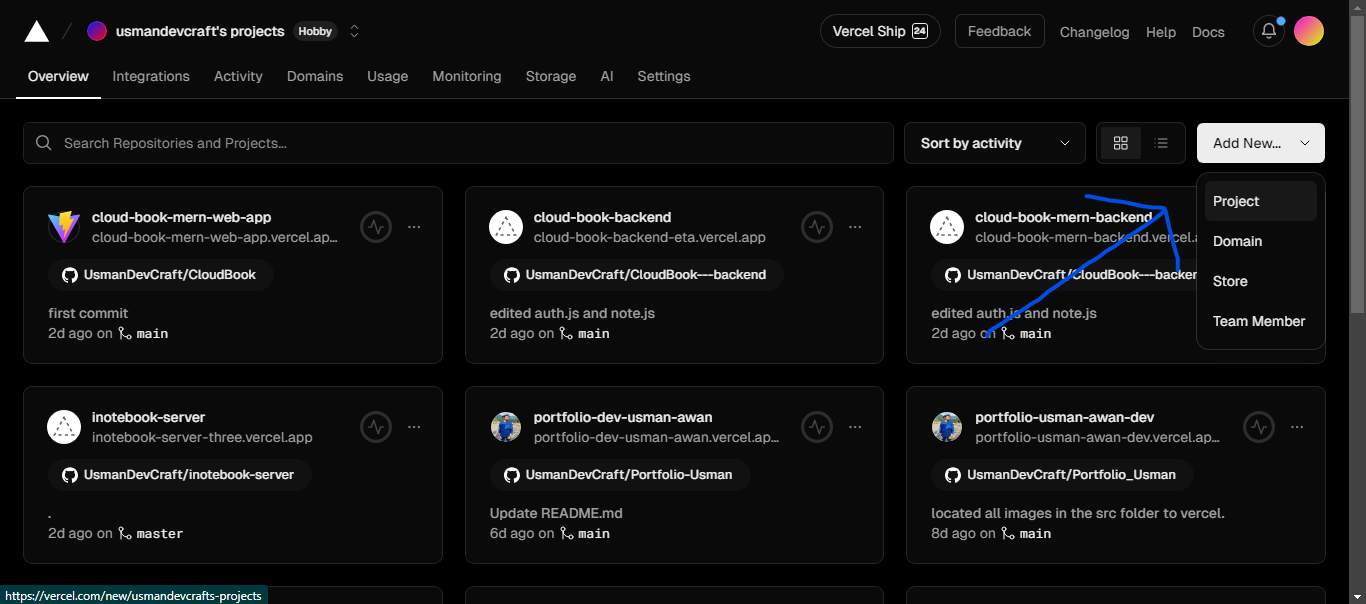 usmandevcraft's projects Hobby
Vercel Ship 24 Feedback Changelog Help Docs
Overview Integrations Activity Domains Usage Monitoring Storage AI Settings
Search Repositories and Projects...
Sort by activity
Add New...
Project
Domain
Store
Team Member
cloud-book-mern-web-app
cloud-book-mern-web-app.vercel.ap...
UsmanDevCraft/CloudBook
first commit
2d ago on main
cloud-book-backend
cloud-book-backend-eta.vercel.app
UsmanDevCraft/CloudBook---backend
edited auth.js and note.js
2d ago on main
cloud-book-mern-backend
cloud-book-mern-backend.vercel.a
UsmanDevCraft/CloudBook---backen
edited auth.js and note.js
2d ago on main
inotebook-server
inotebook-server-three.vercel.app
UsmanDevCraft/inotebook-server
.
2d ago on master
portfolio-dev-usman-awan
portfolio-dev-usman-awan.vercel.ap...
UsmanDevCraft/Portfolio-Usman
Update README.md
6d ago on main
portfolio-usman-awan-dev
portfolio-usman-awan-dev.vercel.ap...
UsmanDevCraft/Portfolio_Usman
located all images in the src folder to vercel.
8d ago on main
https://vercel.com/new/usmandevcrafts-projects